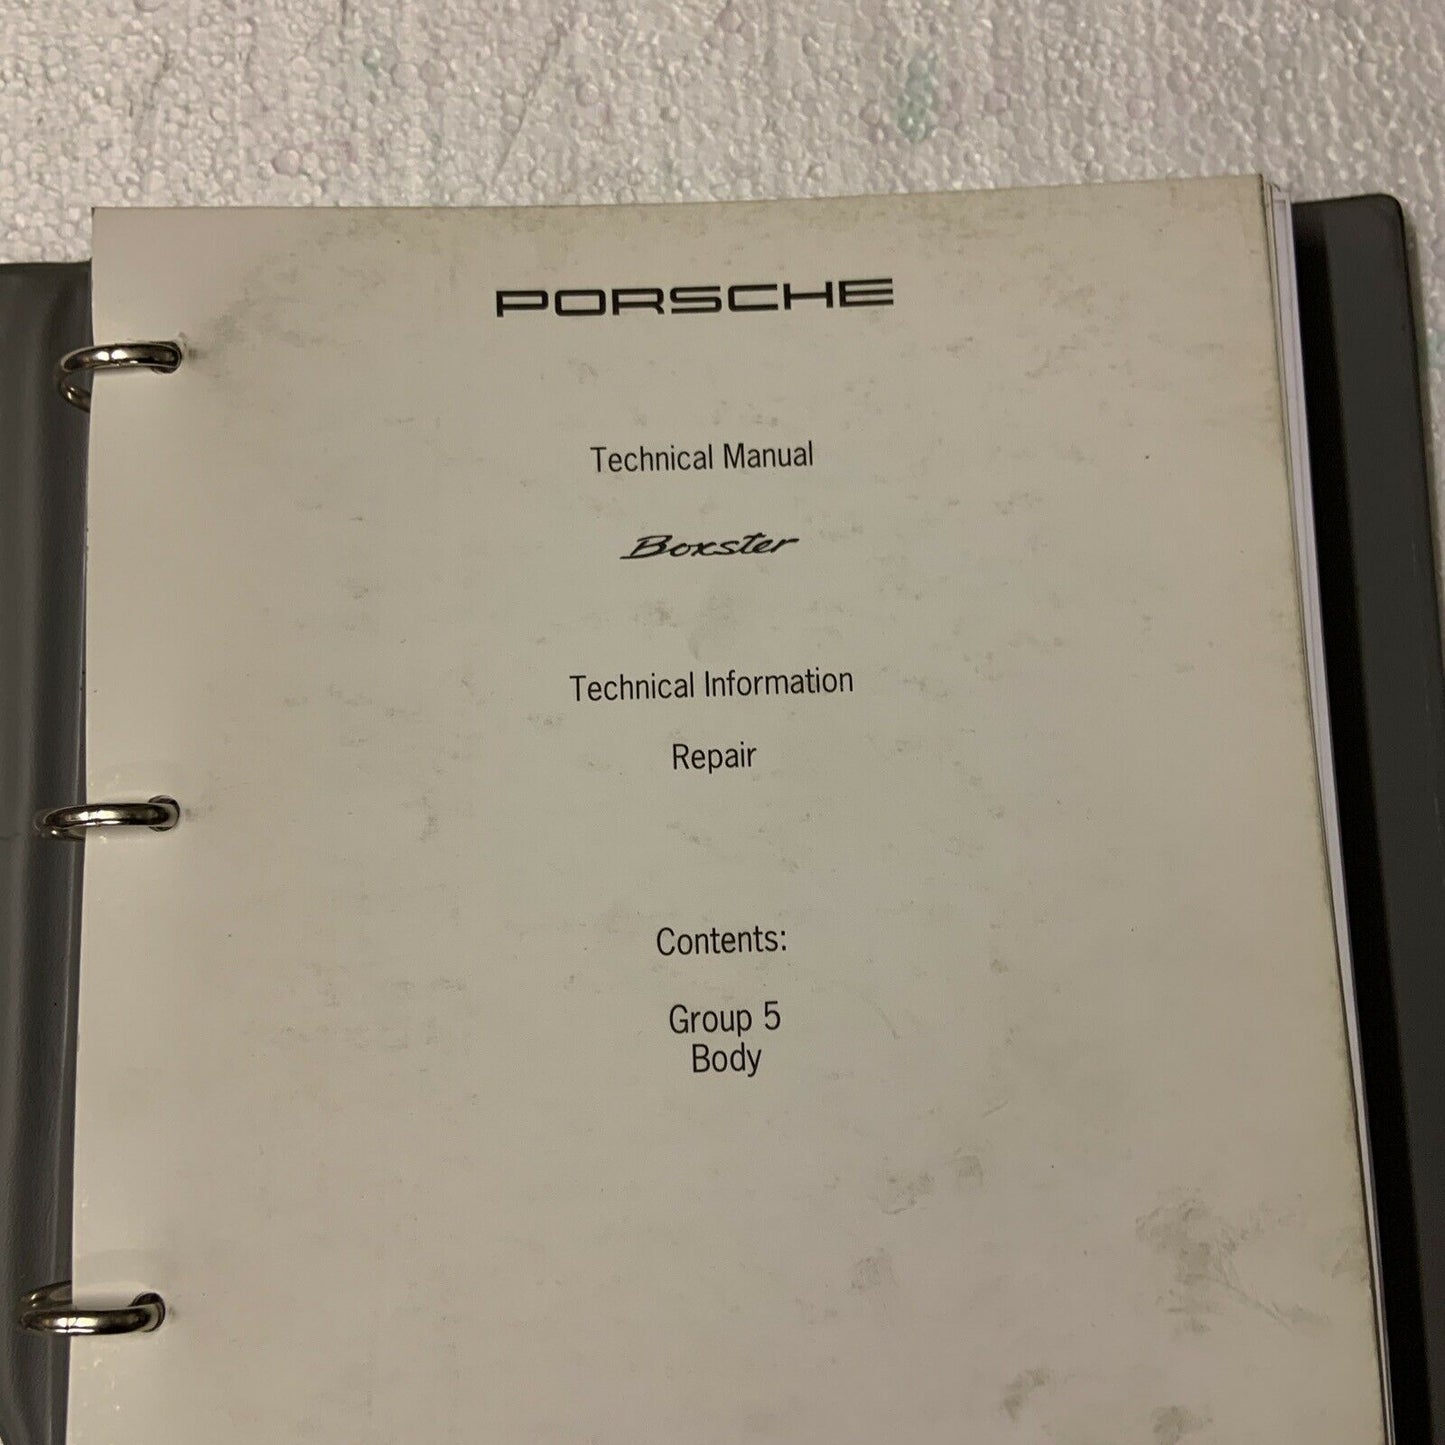 PORSCHE
Technical Manual
Boxster
Technical Information
Repair
Contents:
Group 5
Body